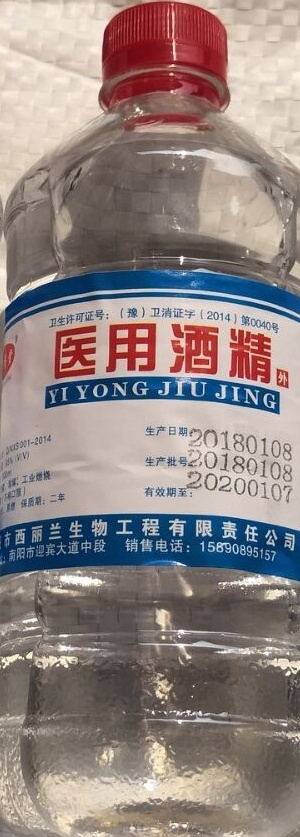 卫生许可证号：（豫）卫消证字（2014）第0040号
医用酒精 外
YI YONG JIU JING
生产日期 20180108
001-2014
生产批号 20180108
(V/V)
有效期至： 20200107
工业燃烧
保质期：二年
市西丽兰生物工程有限责任公司
：南阳市迎宾大道中段 销售电话：15890895157